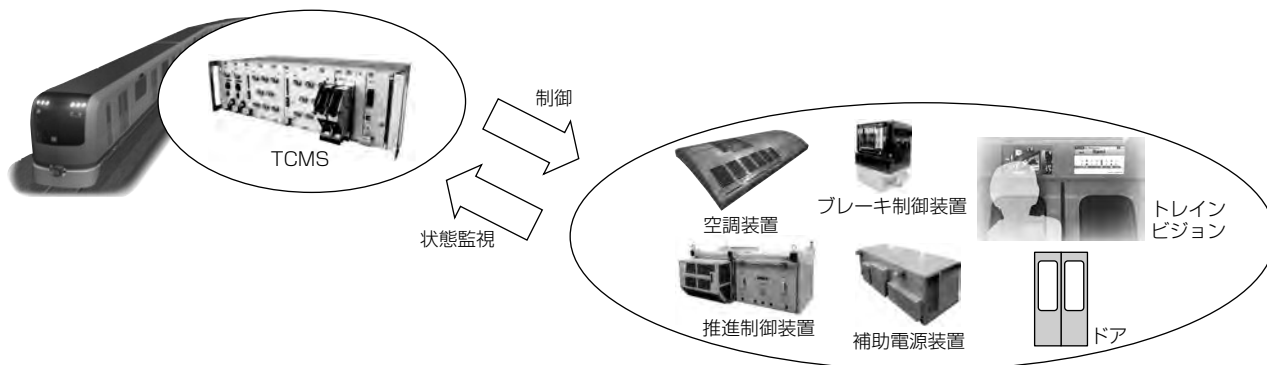 TCMS
制御
状態監視
空調装置
ブレーキ制御装置
トレイン
ビジョン
推進制御装置
補助電源装置
ドア